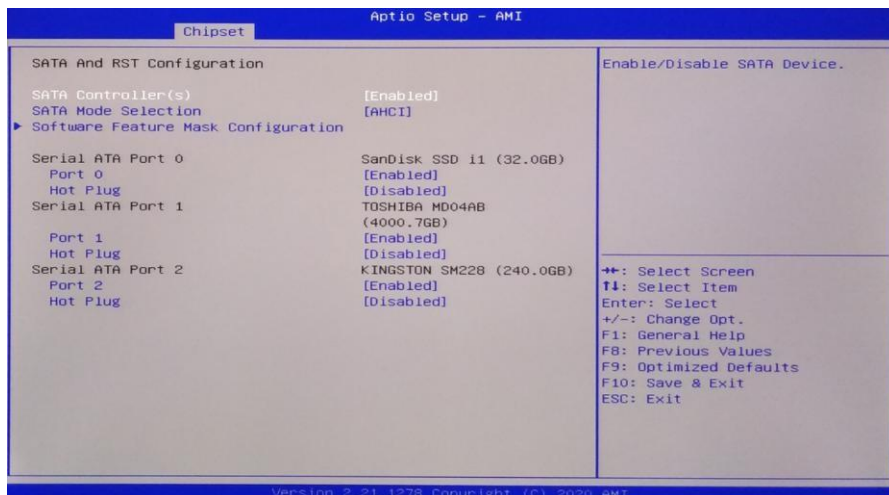 Aptio Setup - AMI
Chipset
SATA And RST Configuration
SATA Controller(s) [Enabled]
SATA Mode Selection [AHCI]
Software Feature Mask Configuration
Serial ATA Port 0 SanDisk SSD i1 (32.0GB)
Port 0 [Enabled]
Hot Plug [Disabled]
Serial ATA Port 1 TOSHIBA MD04AB
(4000.7GB)
Port 1 [Enabled]
Hot Plug [Disabled]
Serial ATA Port 2 KINGSTON SM228 (240.0GB)
Port 2 [Enabled]
Hot Plug [Disabled]
Enable/Disable SATA Device.
→←: Select Screen
↑↓: Select Item
Enter: Select
+/-: Change Opt.
F1: General Help
F8: Previous Values
F9: Optimized Defaults
F10: Save & Exit
ESC: Exit
Version 2.21.1278 Copyright (C) 2020 AMI